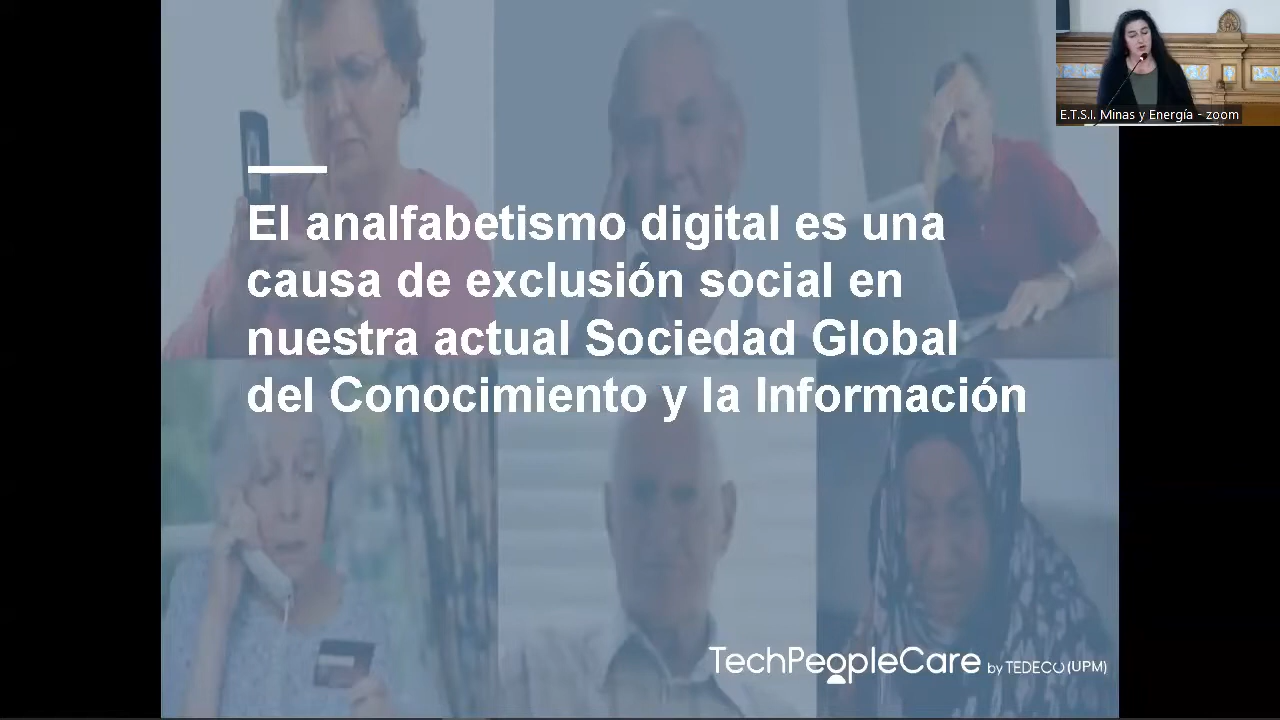 E.T.S.I. Minas y Energía - zoom
El analfabetismo digital es una
causa de exclusión social en
nuestra actual Sociedad Global
del Conocimiento y la Información
TechPeopleCare by TEDECO (UPM)